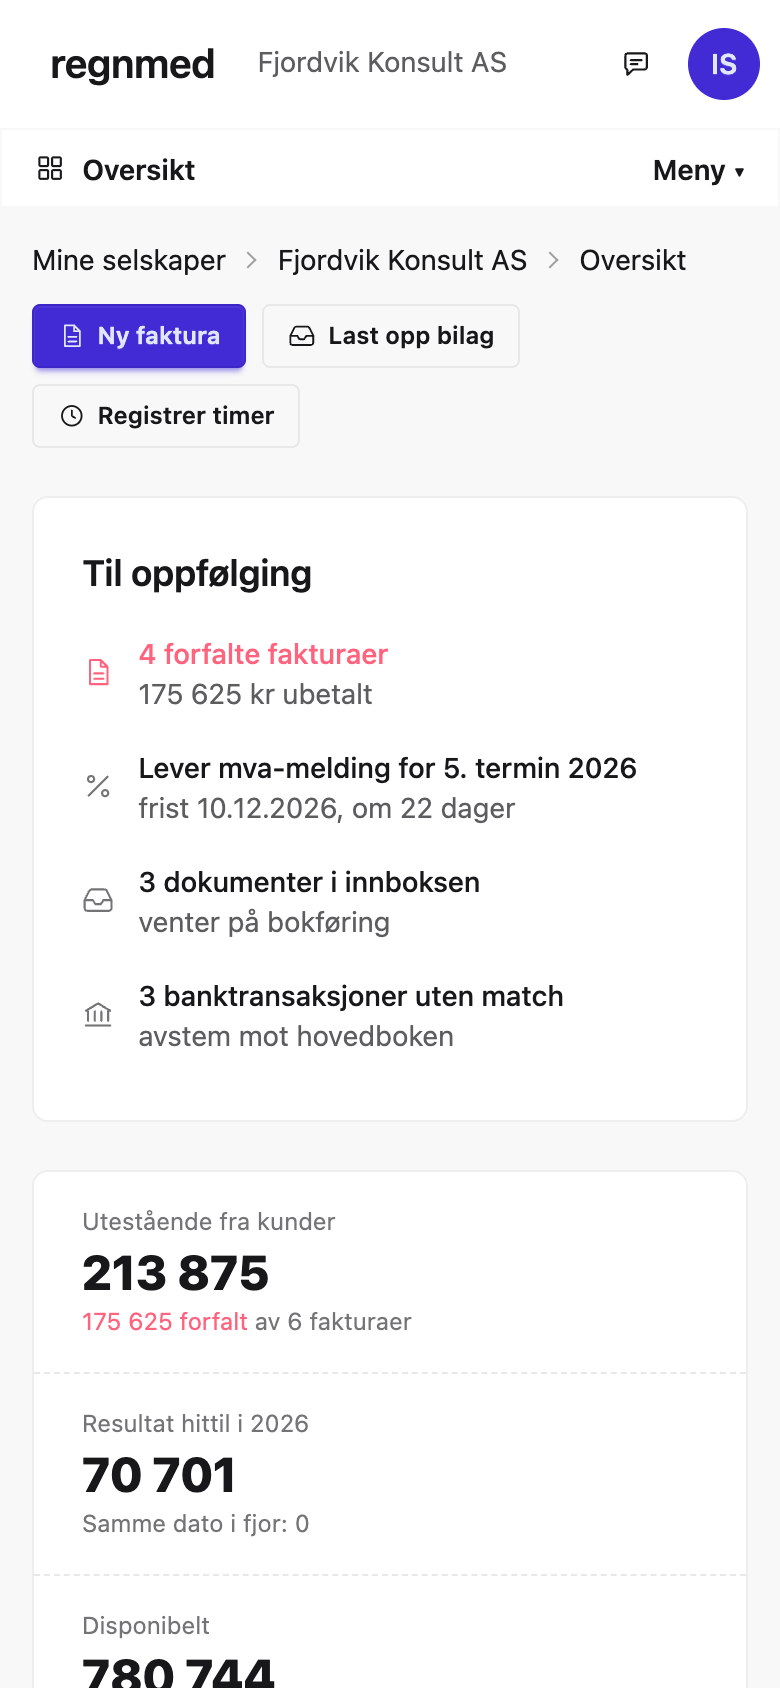 regnmed
Fjordvik Konsult AS
IS
Oversikt
Meny ▾
Mine selskaper > Fjordvik Konsult AS > Oversikt
Ny faktura
Last opp bilag
Registrer timer
Til oppfølging
4 forfalte fakturaer
175 625 kr ubetalt
Lever mva-melding for 5. termin 2026
frist 10.12.2026, om 22 dager
3 dokumenter i innboksen
venter på bokføring
3 banktransaksjoner uten match
avstem mot hovedboken
Utestående fra kunder
213 875
175 625 forfalt av 6 fakturaer
Resultat hittil i 2026
70 701
Samme dato i fjor: 0
Disponibelt
780 744